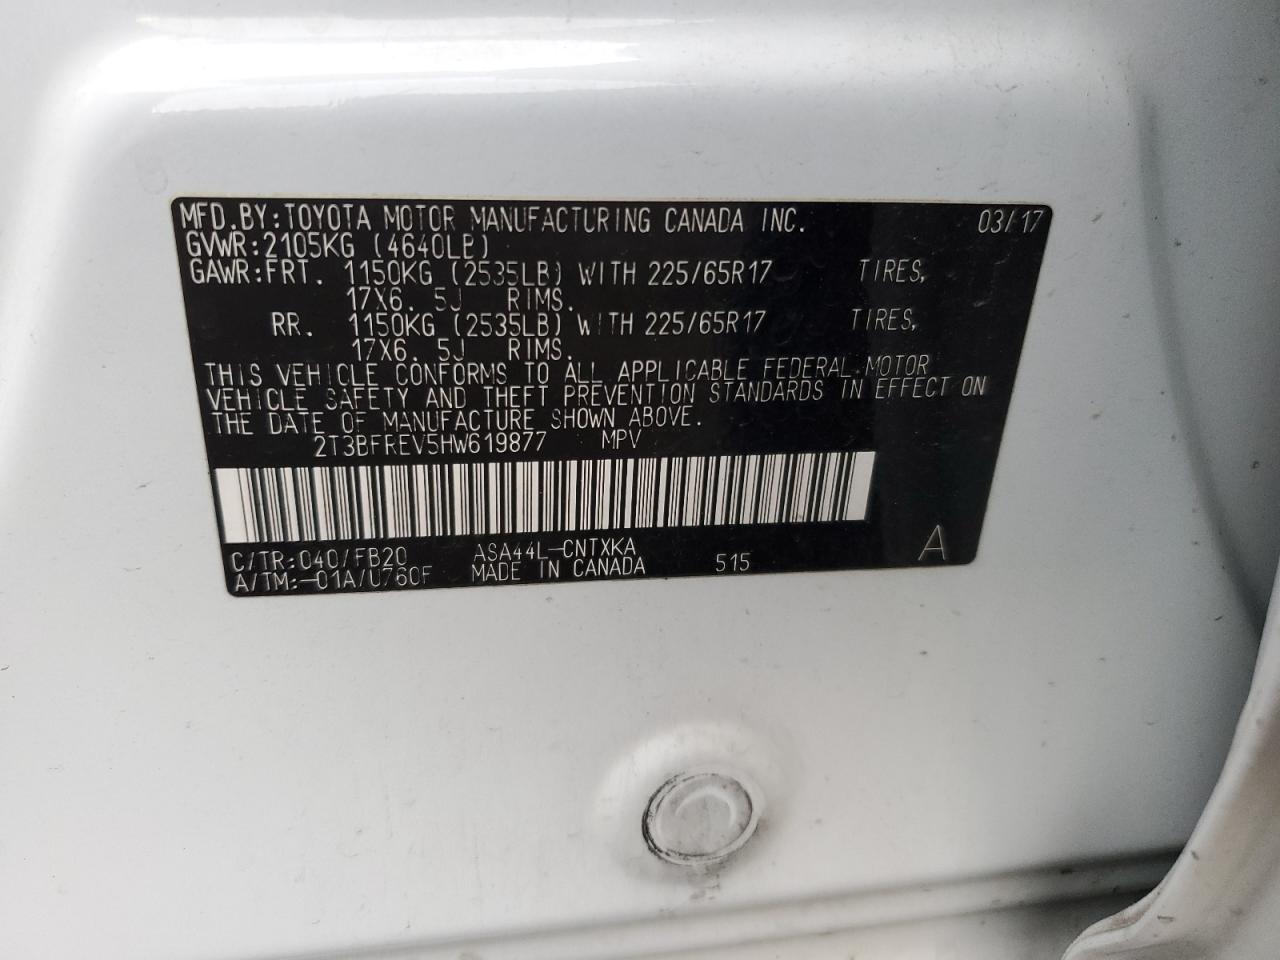 MFD.BY:TOYOTA MOTOR MANUFACTURING CANADA INC. 03/17
GVWR:2105KG (4640LB)
GAWR:FRT. 1150KG (2535LB) WITH 225/65R17 TIRES,
17X6.5J RIMS.
RR. 1150KG (2535LB) WITH 225/65R17 TIRES,
17X6.5J RIMS.
THIS VEHICLE CONFORMS TO ALL APPLICABLE FEDERAL MOTOR
VEHICLE SAFETY AND THEFT PREVENTION STANDARDS IN EFFECT ON
THE DATE OF MANUFACTURE SHOWN ABOVE.
2T3BFREV5HW619877 MPV
C/TR:040/FB20 ASA44L-CNTXKA
A/TM:-01A/U760F MADE IN CANADA 515 A